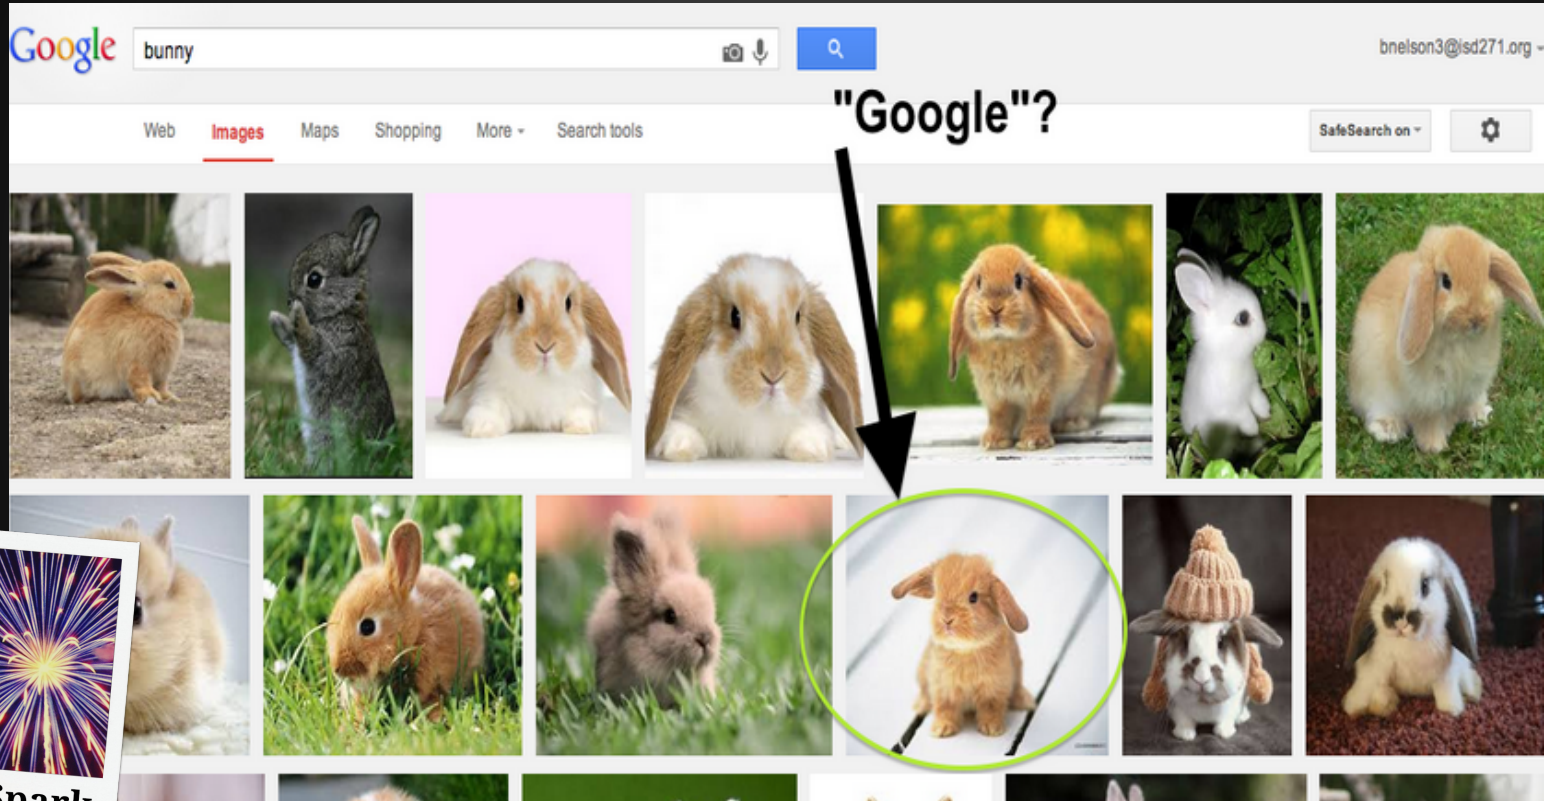 Google bunny bnelson3@isd271.org
"Google"?
Web Images Maps Shopping More Search tools SafeSearch on